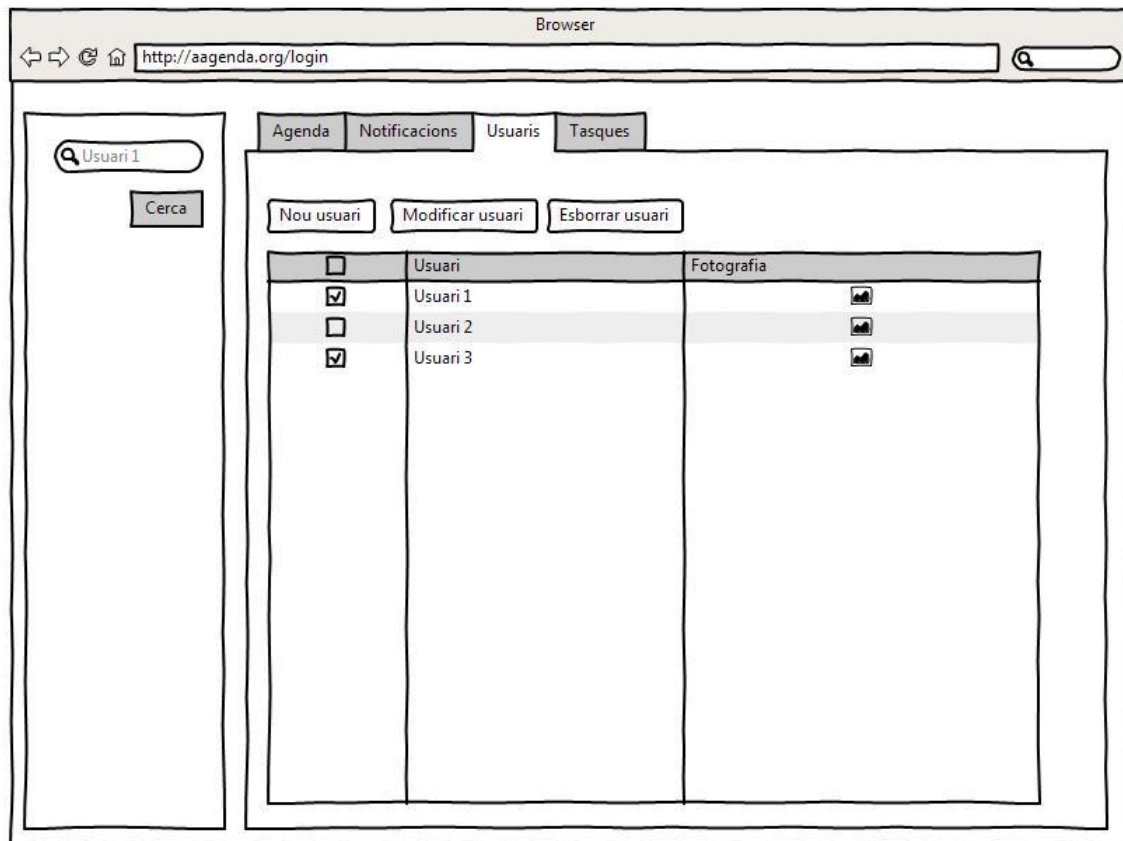 Browser
http://aagenda.org/login
Usuari 1
Cerca
Agenda Notificacions Usuaris Tasques
Nou usuari Modificar usuari Esborrar usuari
Usuari Fotografia
Usuari 1
Usuari 2
Usuari 3